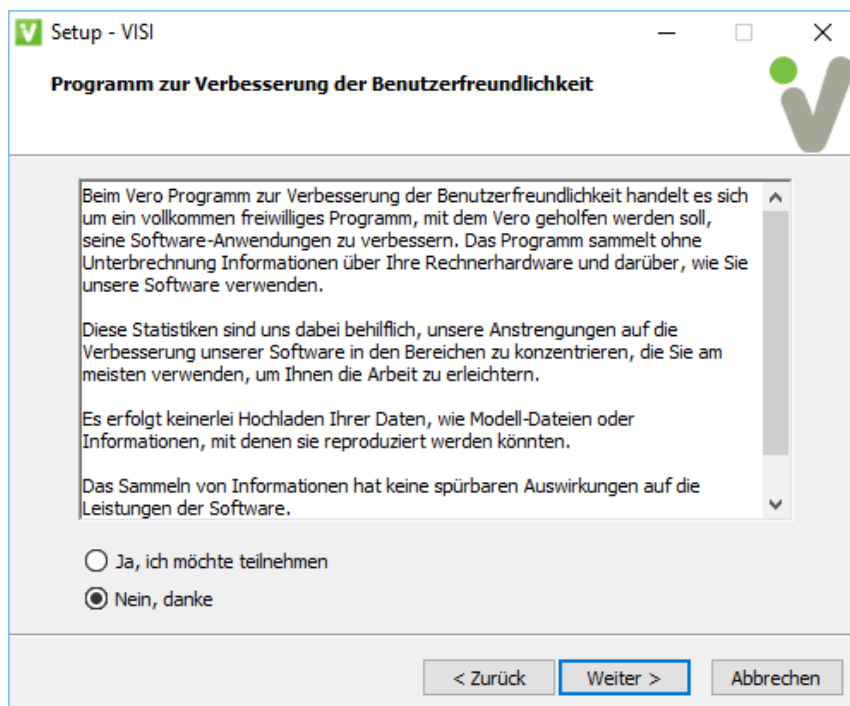 Setup - VISI
Programm zur Verbesserung der Benutzerfreundlichkeit
Beim Vero Programm zur Verbesserung der Benutzerfreundlichkeit handelt es sich
um ein vollkommen freiwilliges Programm, mit dem Vero geholfen werden soll,
seine Software-Anwendungen zu verbessern. Das Programm sammelt ohne
Unterbrechnung Informationen über Ihre Rechnerhardware und darüber, wie Sie
unsere Software verwenden.
Diese Statistiken sind uns dabei behilflich, unsere Anstrengungen auf die
Verbesserung unserer Software in den Bereichen zu konzentrieren, die Sie am
meisten verwenden, um Ihnen die Arbeit zu erleichtern.
Es erfolgt keinerlei Hochladen Ihrer Daten, wie Modell-Dateien oder
Informationen, mit denen sie reproduziert werden könnten.
Das Sammeln von Informationen hat keine spürbaren Auswirkungen auf die
Leistungen der Software.
Ja, ich möchte teilnehmen
Nein, danke
< Zurück Weiter > Abbrechen